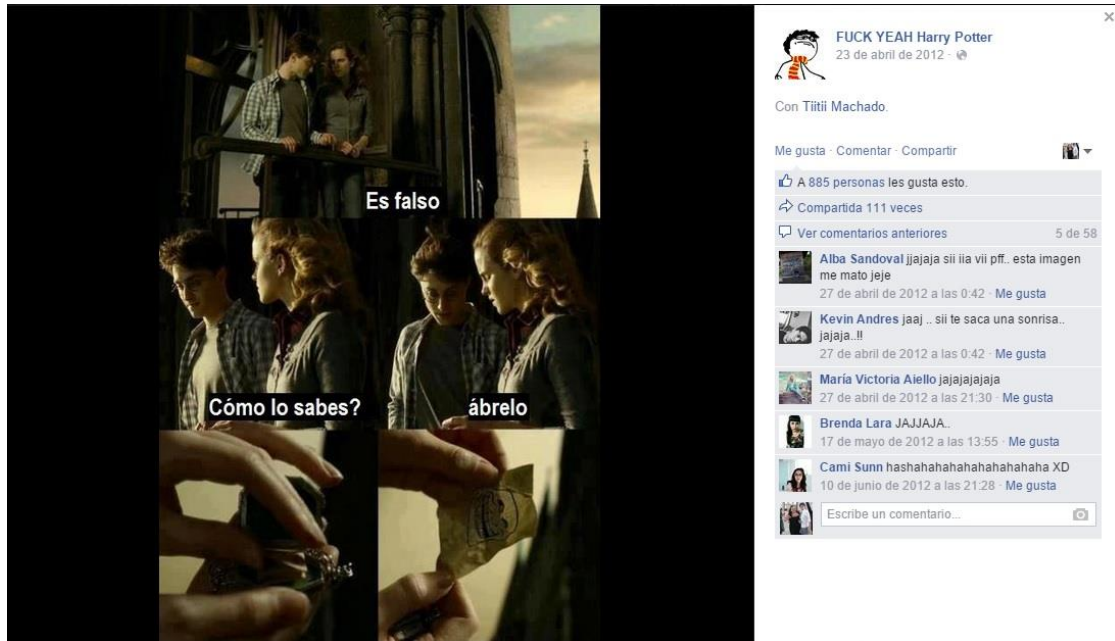 Es falso
Cómo lo sabes?
ábrelo
FUCK YEAH Harry Potter
23 de abril de 2012 ·
Con Tiitii Machado.
Me gusta · Comentar · Compartir
A 885 personas les gusta esto.
Compartida 111 veces
Ver comentarios anteriores 5 de 58
Alba Sandoval jjajaja sii iia vii pff.. esta imagen
me mato jeje
27 de abril de 2012 a las 0:42 · Me gusta
Kevin Andres jaaj .. sii te saca una sonrisa..
jajaja..!!
27 de abril de 2012 a las 0:42 · Me gusta
María Victoria Aiello jajajajajaja
27 de abril de 2012 a las 21:30 · Me gusta
Brenda Lara JAJJAJA..
17 de mayo de 2012 a las 13:55 · Me gusta
Cami Sunn hashahahahahahahahahaha XD
10 de junio de 2012 a las 21:28 · Me gusta
Escribe un comentario...